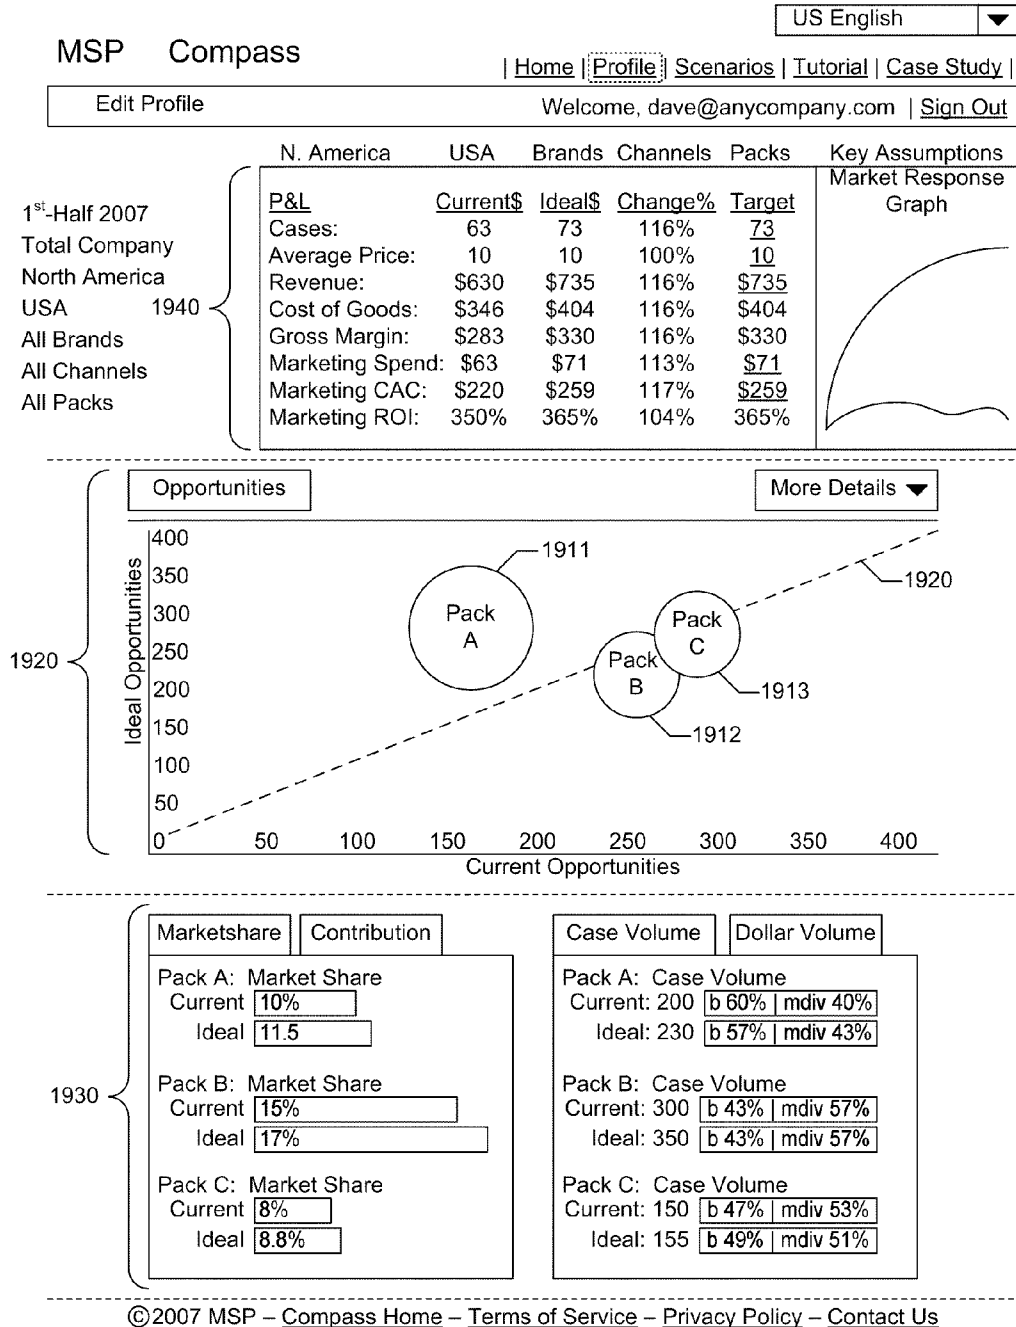 US English
MSP Compass
| Home | Profile | Scenarios | Tutorial | Case Study |
Edit Profile Welcome, dave@anycompany.com | Sign Out
N. America USA Brands Channels Packs Key Assumptions
Market Response
Graph
1st-Half 2007
Total Company
North America
USA
All Brands
All Channels
All Packs
1940
P&L Current$ Ideal$ Change% Target
Cases: 63 73 116% 73
Average Price: 10 10 100% 10
Revenue: $630 $735 116% $735
Cost of Goods: $346 $404 116% $404
Gross Margin: $283 $330 116% $330
Marketing Spend: $63 $71 113% $71
Marketing CAC: $220 $259 117% $259
Marketing ROI: 350% 365% 104% 365%
Opportunities More Details
1920
Ideal Opportunities
400
350
300
250
200
150
100
50
0 50 100 150 200 250 300 350 400
Current Opportunities
Pack
A
1911
Pack
B
1912
Pack
C
1913
1920
1930
Marketshare Contribution
Pack A: Market Share
Current 10%
Ideal 11.5
Pack B: Market Share
Current 15%
Ideal 17%
Pack C: Market Share
Current 8%
Ideal 8.8%
Case Volume Dollar Volume
Pack A: Case Volume
Current: 200 b 60% | mdiv 40%
Ideal: 230 b 57% | mdiv 43%
Pack B: Case Volume
Current: 300 b 43% | mdiv 57%
Ideal: 350 b 43% | mdiv 57%
Pack C: Case Volume
Current: 150 b 47% | mdiv 53%
Ideal: 155 b 49% | mdiv 51%
©2007 MSP – Compass Home – Terms of Service – Privacy Policy – Contact Us